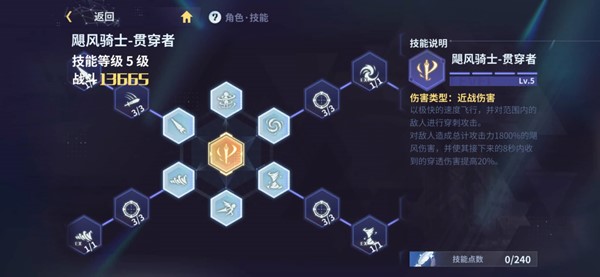 返回
角色·技能
飓风骑士-贯穿者
技能等级 5 级
战斗 13665
3/3
3/3
1/1
1/1
3/3
3/3
1/1
技能说明
飓风骑士-贯穿者
Lv.5
伤害类型：近战伤害
以极快的速度飞行，并对范围内的
敌人进行穿刺攻击。
对敌人造成总计攻击力1800%的飓
风伤害，并使其接下来的8秒内收
到的穿透伤害提高20%。
技能点数
0/240